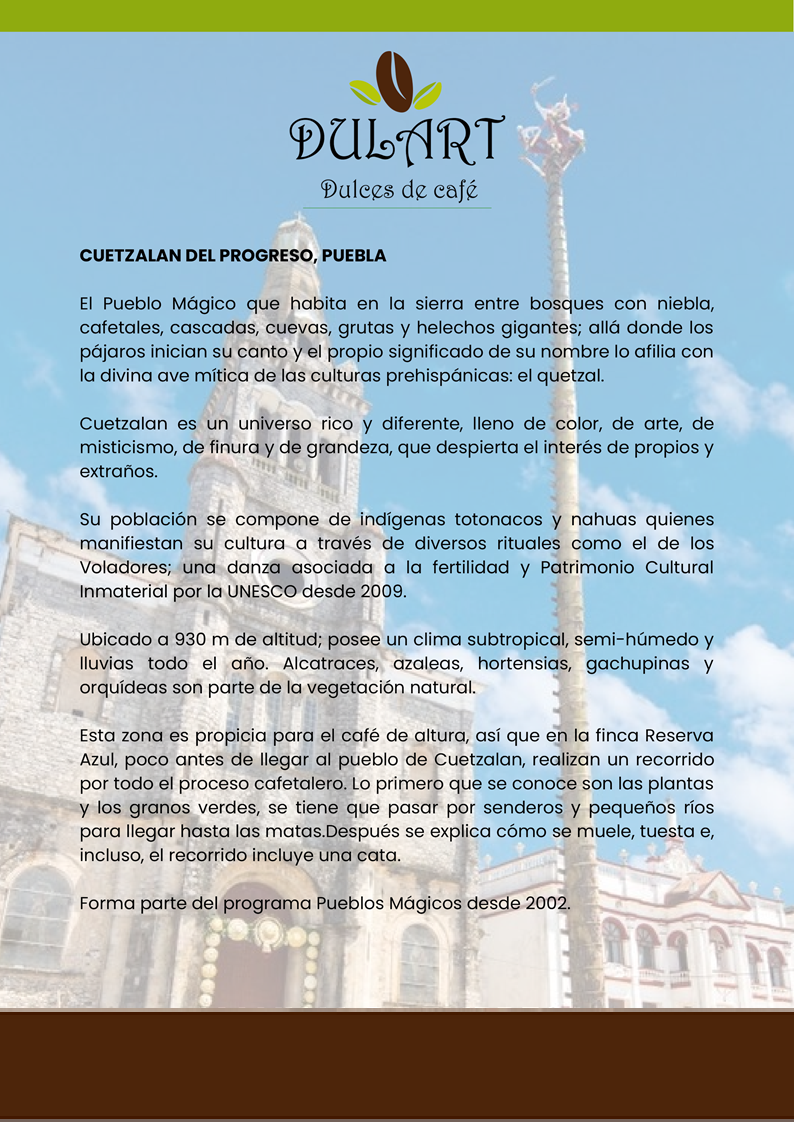 DULART
Dulces de café
CUETZALAN DEL PROGRESO, PUEBLA
El Pueblo Mágico que habita en la sierra entre bosques con niebla,
cafetales, cascadas, cuevas, grutas y helechos gigantes; allá donde los
pájaros inician su canto y el propio significado de su nombre lo afilia con
la divina ave mítica de las culturas prehispánicas: el quetzal.
Cuetzalan es un universo rico y diferente, lleno de color, de arte, de
misticismo, de finura y de grandeza, que despierta el interés de propios y
extraños.
Su población se compone de indígenas totonacos y nahuas quienes
manifiestan su cultura a través de diversos rituales como el de los
Voladores; una danza asociada a la fertilidad y Patrimonio Cultural
Inmaterial por la UNESCO desde 2009.
Ubicado a 930 m de altitud; posee un clima subtropical, semi-húmedo y
lluvias todo el año. Alcatraces, azaleas, hortensias, gachupinas y
orquídeas son parte de la vegetación natural.
Esta zona es propicia para el café de altura, así que en la finca Reserva
Azul, poco antes de llegar al pueblo de Cuetzalan, realizan un recorrido
por todo el proceso cafetalero. Lo primero que se conoce son las plantas
y los granos verdes, se tiene que pasar por senderos y pequeños ríos
para llegar hasta las matas.Después se explica cómo se muele, tuesta e,
incluso, el recorrido incluye una cata.
Forma parte del programa Pueblos Mágicos desde 2002.